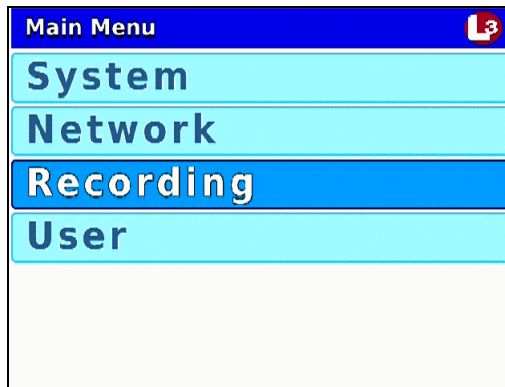 Main Menu
L3
System
Network
Recording
User